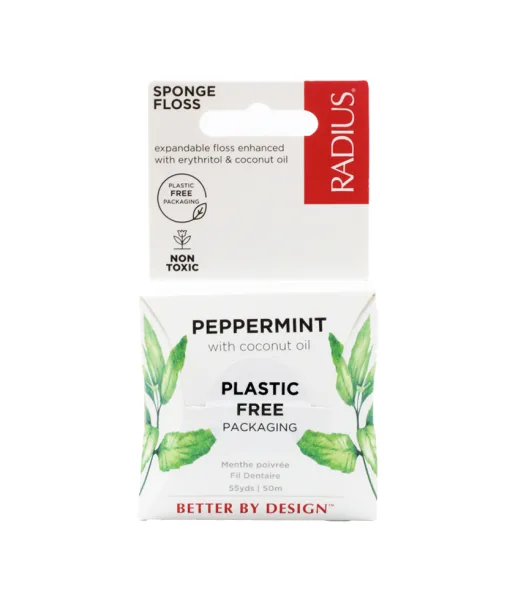 SPONGE
FLOSS
RADIUS®
expandable floss enhanced
with erythritol & coconut oil
PLASTIC
FREE
PACKAGING
NON
TOXIC
PEPPERMINT
with coconut oil
PLASTIC
FREE
PACKAGING
Menthe poivrée
Fil Dentaire
55yds | 50m
BETTER BY DESIGN™